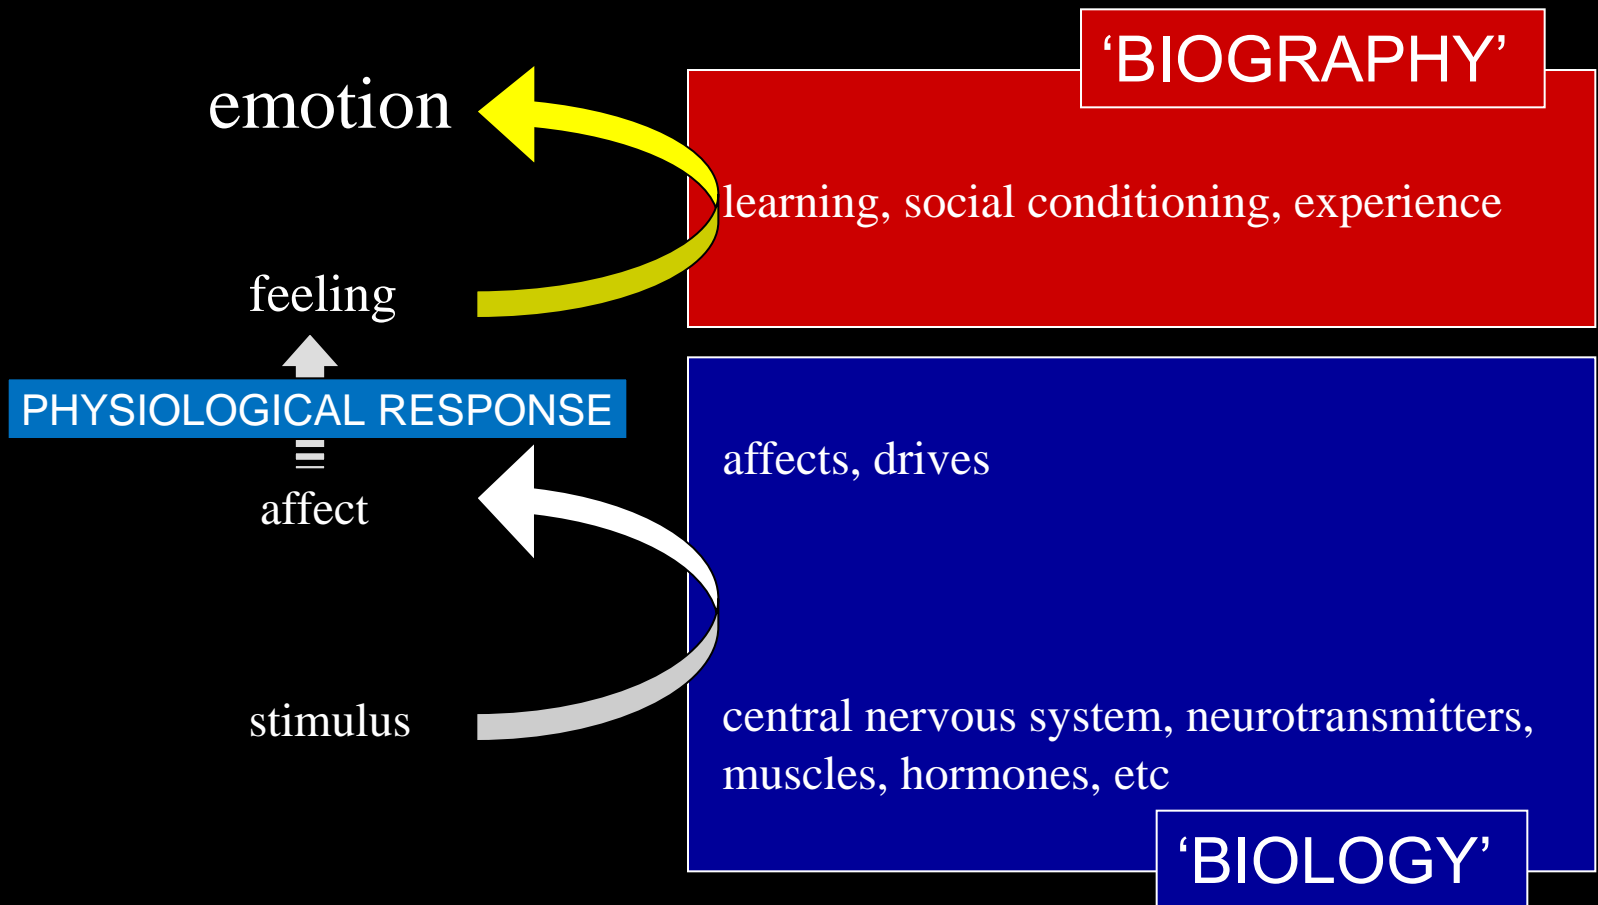 ‘BIOGRAPHY’
emotion
learning, social conditioning, experience
feeling
PHYSIOLOGICAL RESPONSE
affects, drives
affect
stimulus
central nervous system, neurotransmitters,
muscles, hormones, etc
‘BIOLOGY’